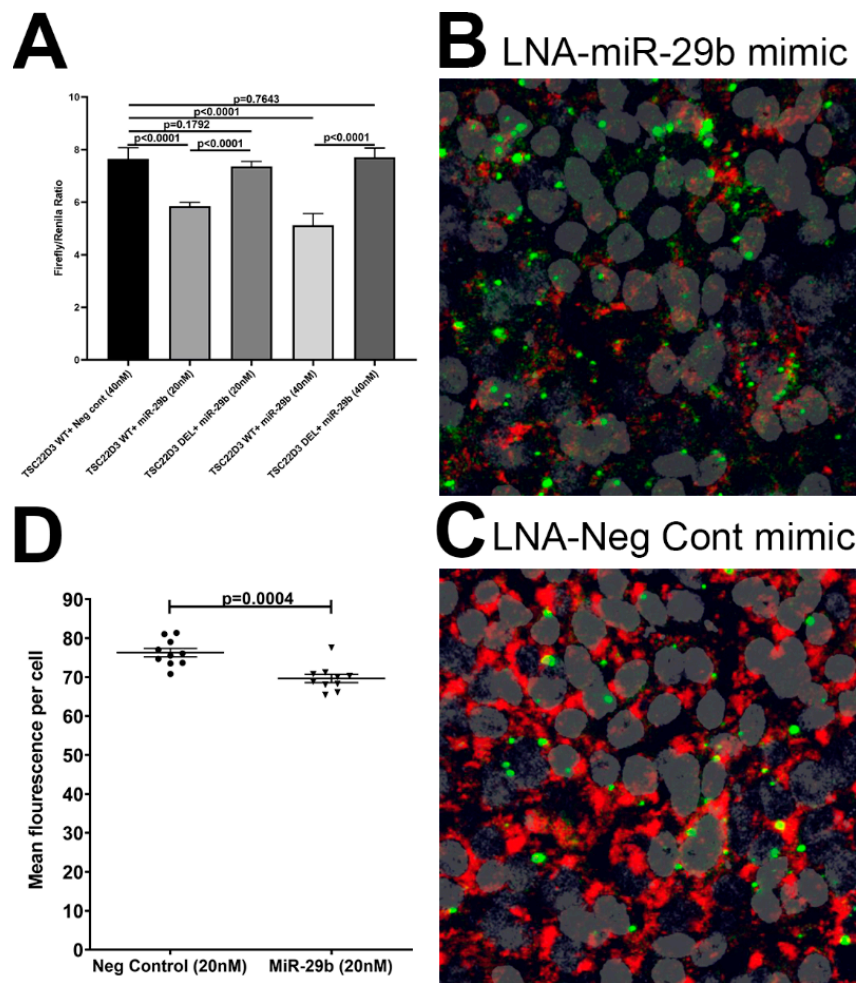 A
B LNA-miR-29b mimic
p=0.7643
p<0.0001
p=0.1792
p<0.0001 p<0.0001 p<0.0001
Firefly/Renila Ratio
10
8
6
4
2
0
TSC22D3 WT+ Neg cont (40nM)
TSC22D3 WT+ miR-29b (20nM)
TSC22D3 DEL+ miR-29b (20nM)
TSC22D3 WT+ miR-29b (40nM)
TSC22D3 DEL+ miR-29b (40nM)
C LNA-Neg Cont mimic
D
p=0.0004
Mean flourescence per cell
90
80
70
60
50
40
30
20
10
0
Neg Control (20nM) MiR-29b (20nM)